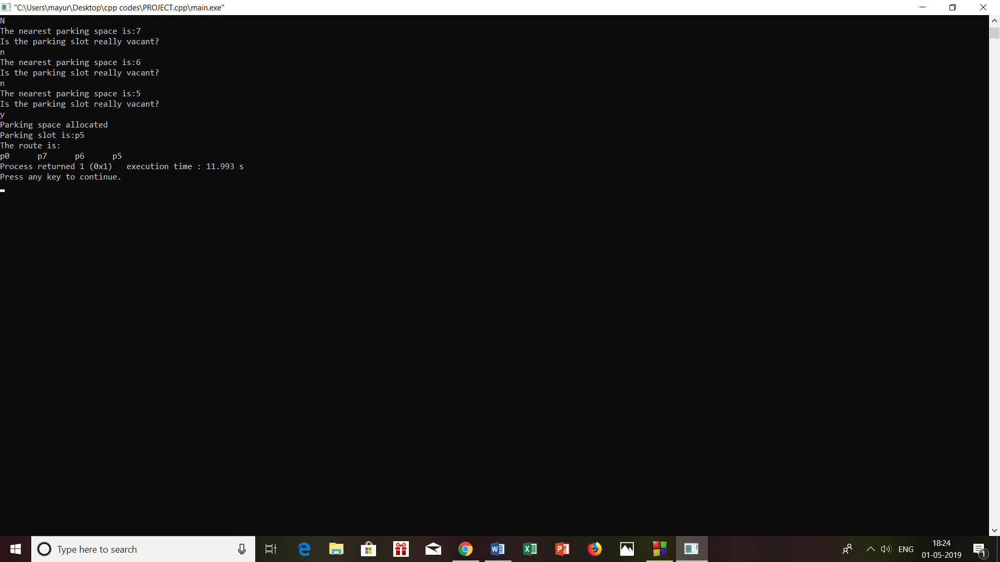 "C:\Users\mayur\Desktop\cpp codes\PROJECT.cpp\main.exe"
N
The nearest parking space is:7
Is the parking slot really vacant?
n
The nearest parking space is:6
Is the parking slot really vacant?
n
The nearest parking space is:5
Is the parking slot really vacant?
y
Parking space allocated
Parking slot is:p5
The route is:
p0 p7 p6 p5
Process returned 1 (0x1) execution time : 11.993 s
Press any key to continue.
Type here to search
ENG
18:24
01-05-2019
1